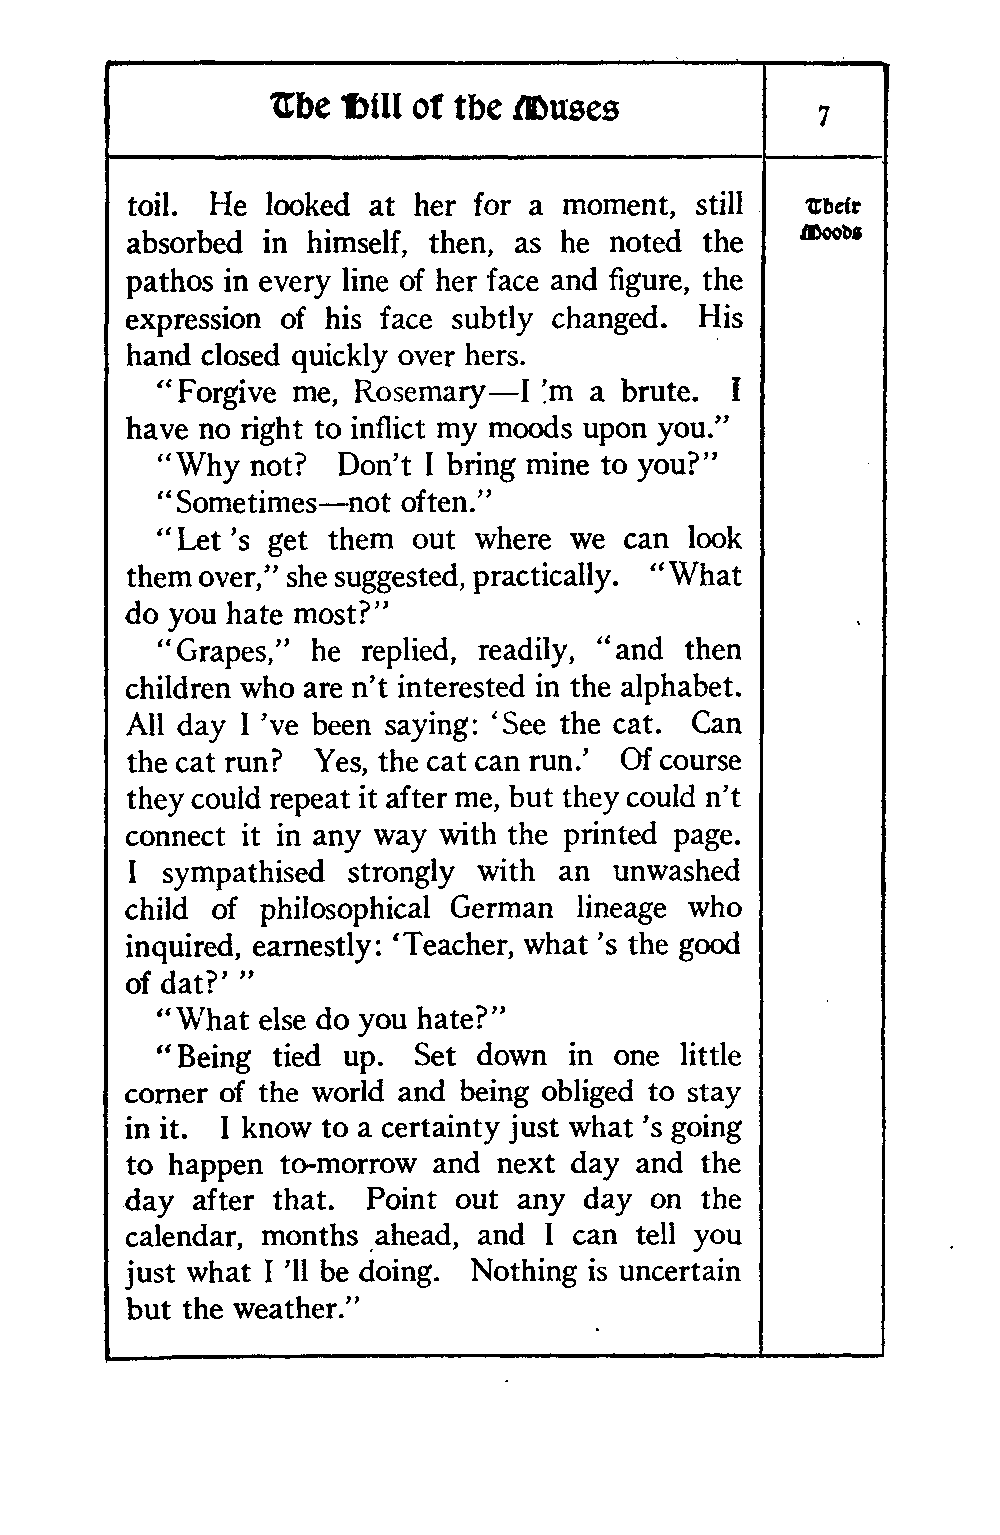 The Hill of the Muses
7
Their
Moods
toil. He looked at her for a moment, still
absorbed in himself, then, as he noted the
pathos in every line of her face and figure, the
expression of his face subtly changed. His
hand closed quickly over hers.
"Forgive me, Rosemary—I 'm a brute. I
have no right to inflict my moods upon you."
"Why not? Don't I bring mine to you?"
"Sometimes—not often."
"Let 's get them out where we can look
them over," she suggested, practically. "What
do you hate most?"
"Grapes," he replied, readily, "and then
children who are n't interested in the alphabet.
All day I 've been saying: 'See the cat. Can
the cat run? Yes, the cat can run.' Of course
they could repeat it after me, but they could n't
connect it in any way with the printed page.
I sympathised strongly with an unwashed
child of philosophical German lineage who
inquired, earnestly: 'Teacher, what 's the good
of dat?' "
"What else do you hate?"
"Being tied up. Set down in one little
corner of the world and being obliged to stay
in it. I know to a certainty just what 's going
to happen to-morrow and next day and the
day after that. Point out any day on the
calendar, months ahead, and I can tell you
just what I 'll be doing. Nothing is uncertain
but the weather."